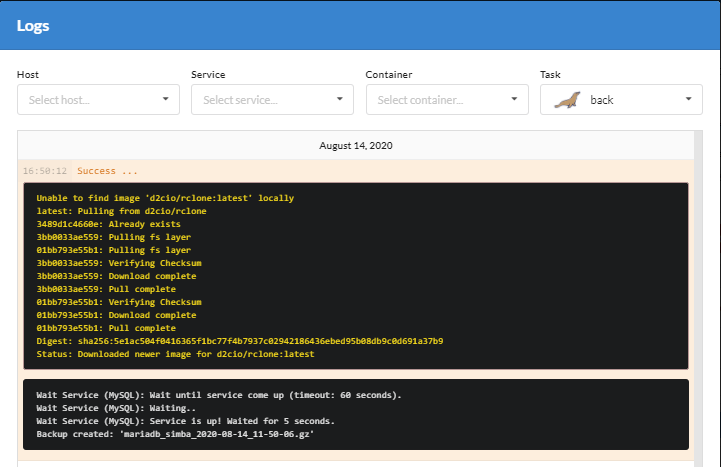 Logs
Host Service Container Task
Select host... Select service... Select container... back
August 14, 2020
16:50:12 Success ...
Unable to find image 'd2cio/rclone:latest' locally
latest: Pulling from d2cio/rclone
3489d1c4660e: Already exists
3bb0033ae559: Pulling fs layer
01bb793e55b1: Pulling fs layer
3bb0033ae559: Verifying Checksum
3bb0033ae559: Download complete
3bb0033ae559: Pull complete
01bb793e55b1: Verifying Checksum
01bb793e55b1: Download complete
01bb793e55b1: Pull complete
Digest: sha256:5e1ac504f0416365f1bc77f4b7937c02942186436ebed95b08db9c0d691a37b9
Status: Downloaded newer image for d2cio/rclone:latest
Wait Service (MySQL): Wait until service come up (timeout: 60 seconds).
Wait Service (MySQL): Waiting..
Wait Service (MySQL): Service is up! Waited for 5 seconds.
Backup created: 'mariadb_simba_2020-08-14_11-50-06.gz'